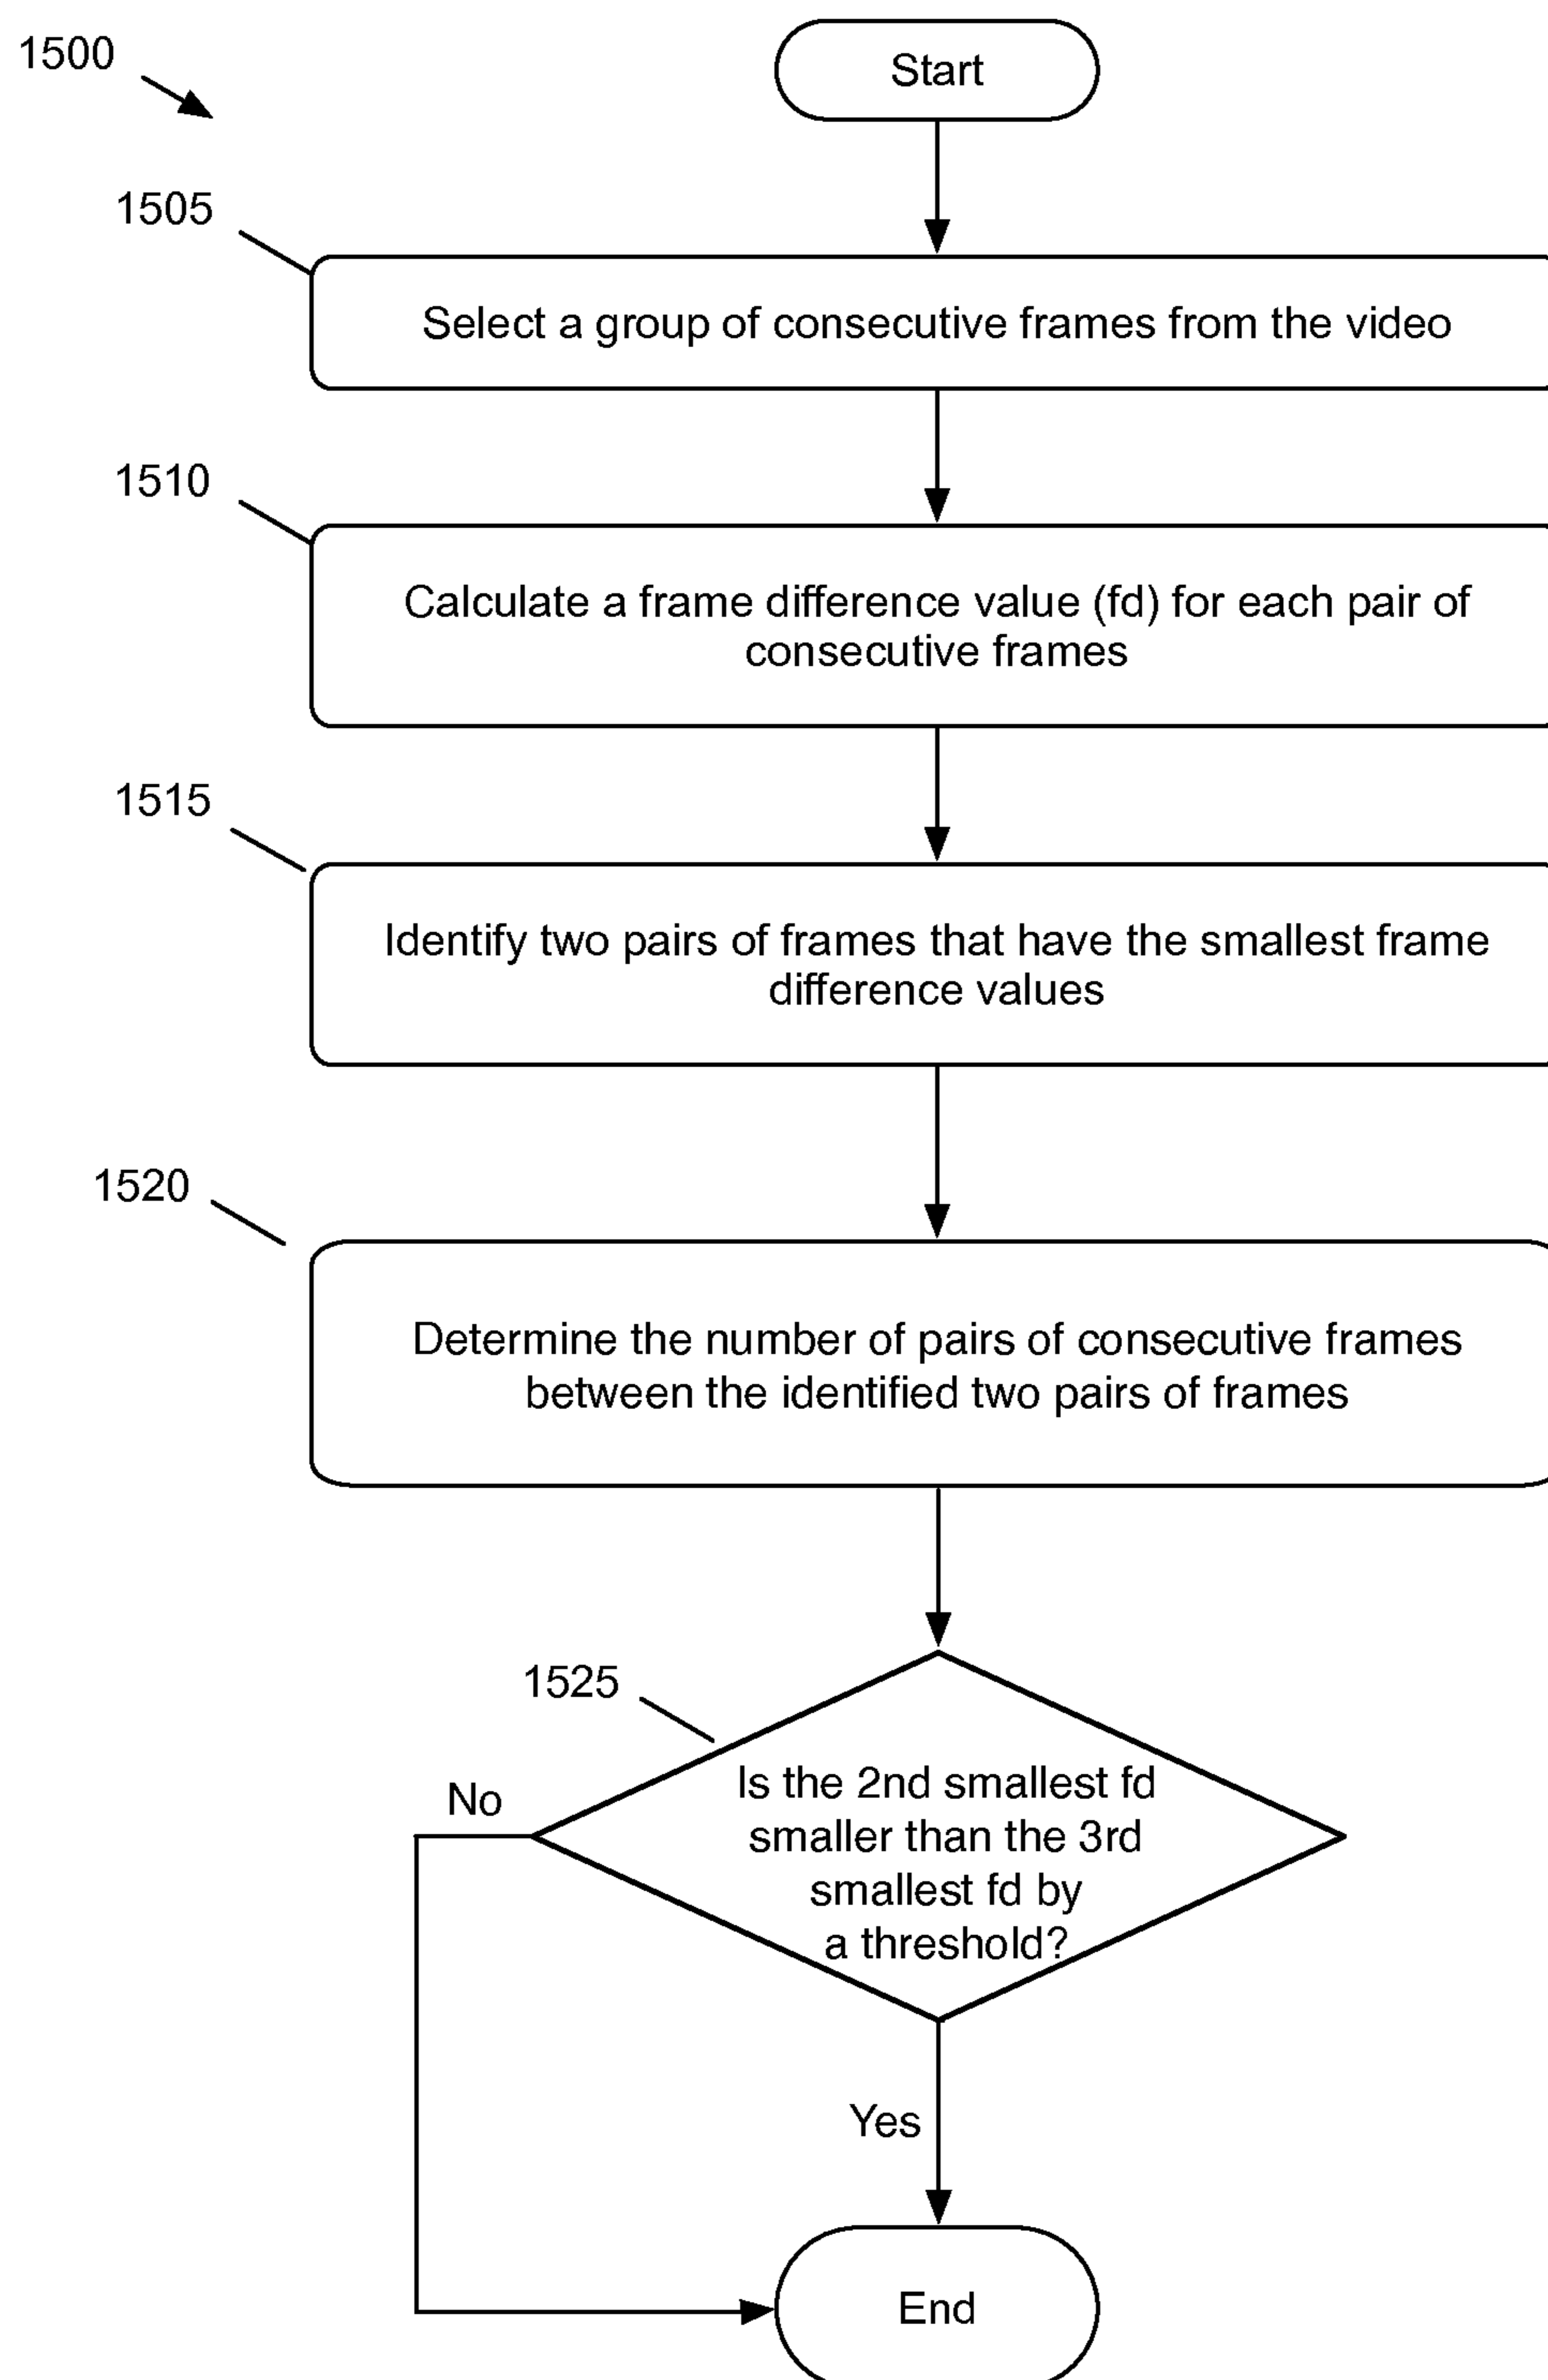 1500
Start
1505
Select a group of consecutive frames from the video
1510
Calculate a frame difference value (fd) for each pair of
consecutive frames
1515
Identify two pairs of frames that have the smallest frame
difference values
1520
Determine the number of pairs of consecutive frames
between the identified two pairs of frames
1525
No
Is the 2nd smallest fd
smaller than the 3rd
smallest fd by
a threshold?
Yes
End